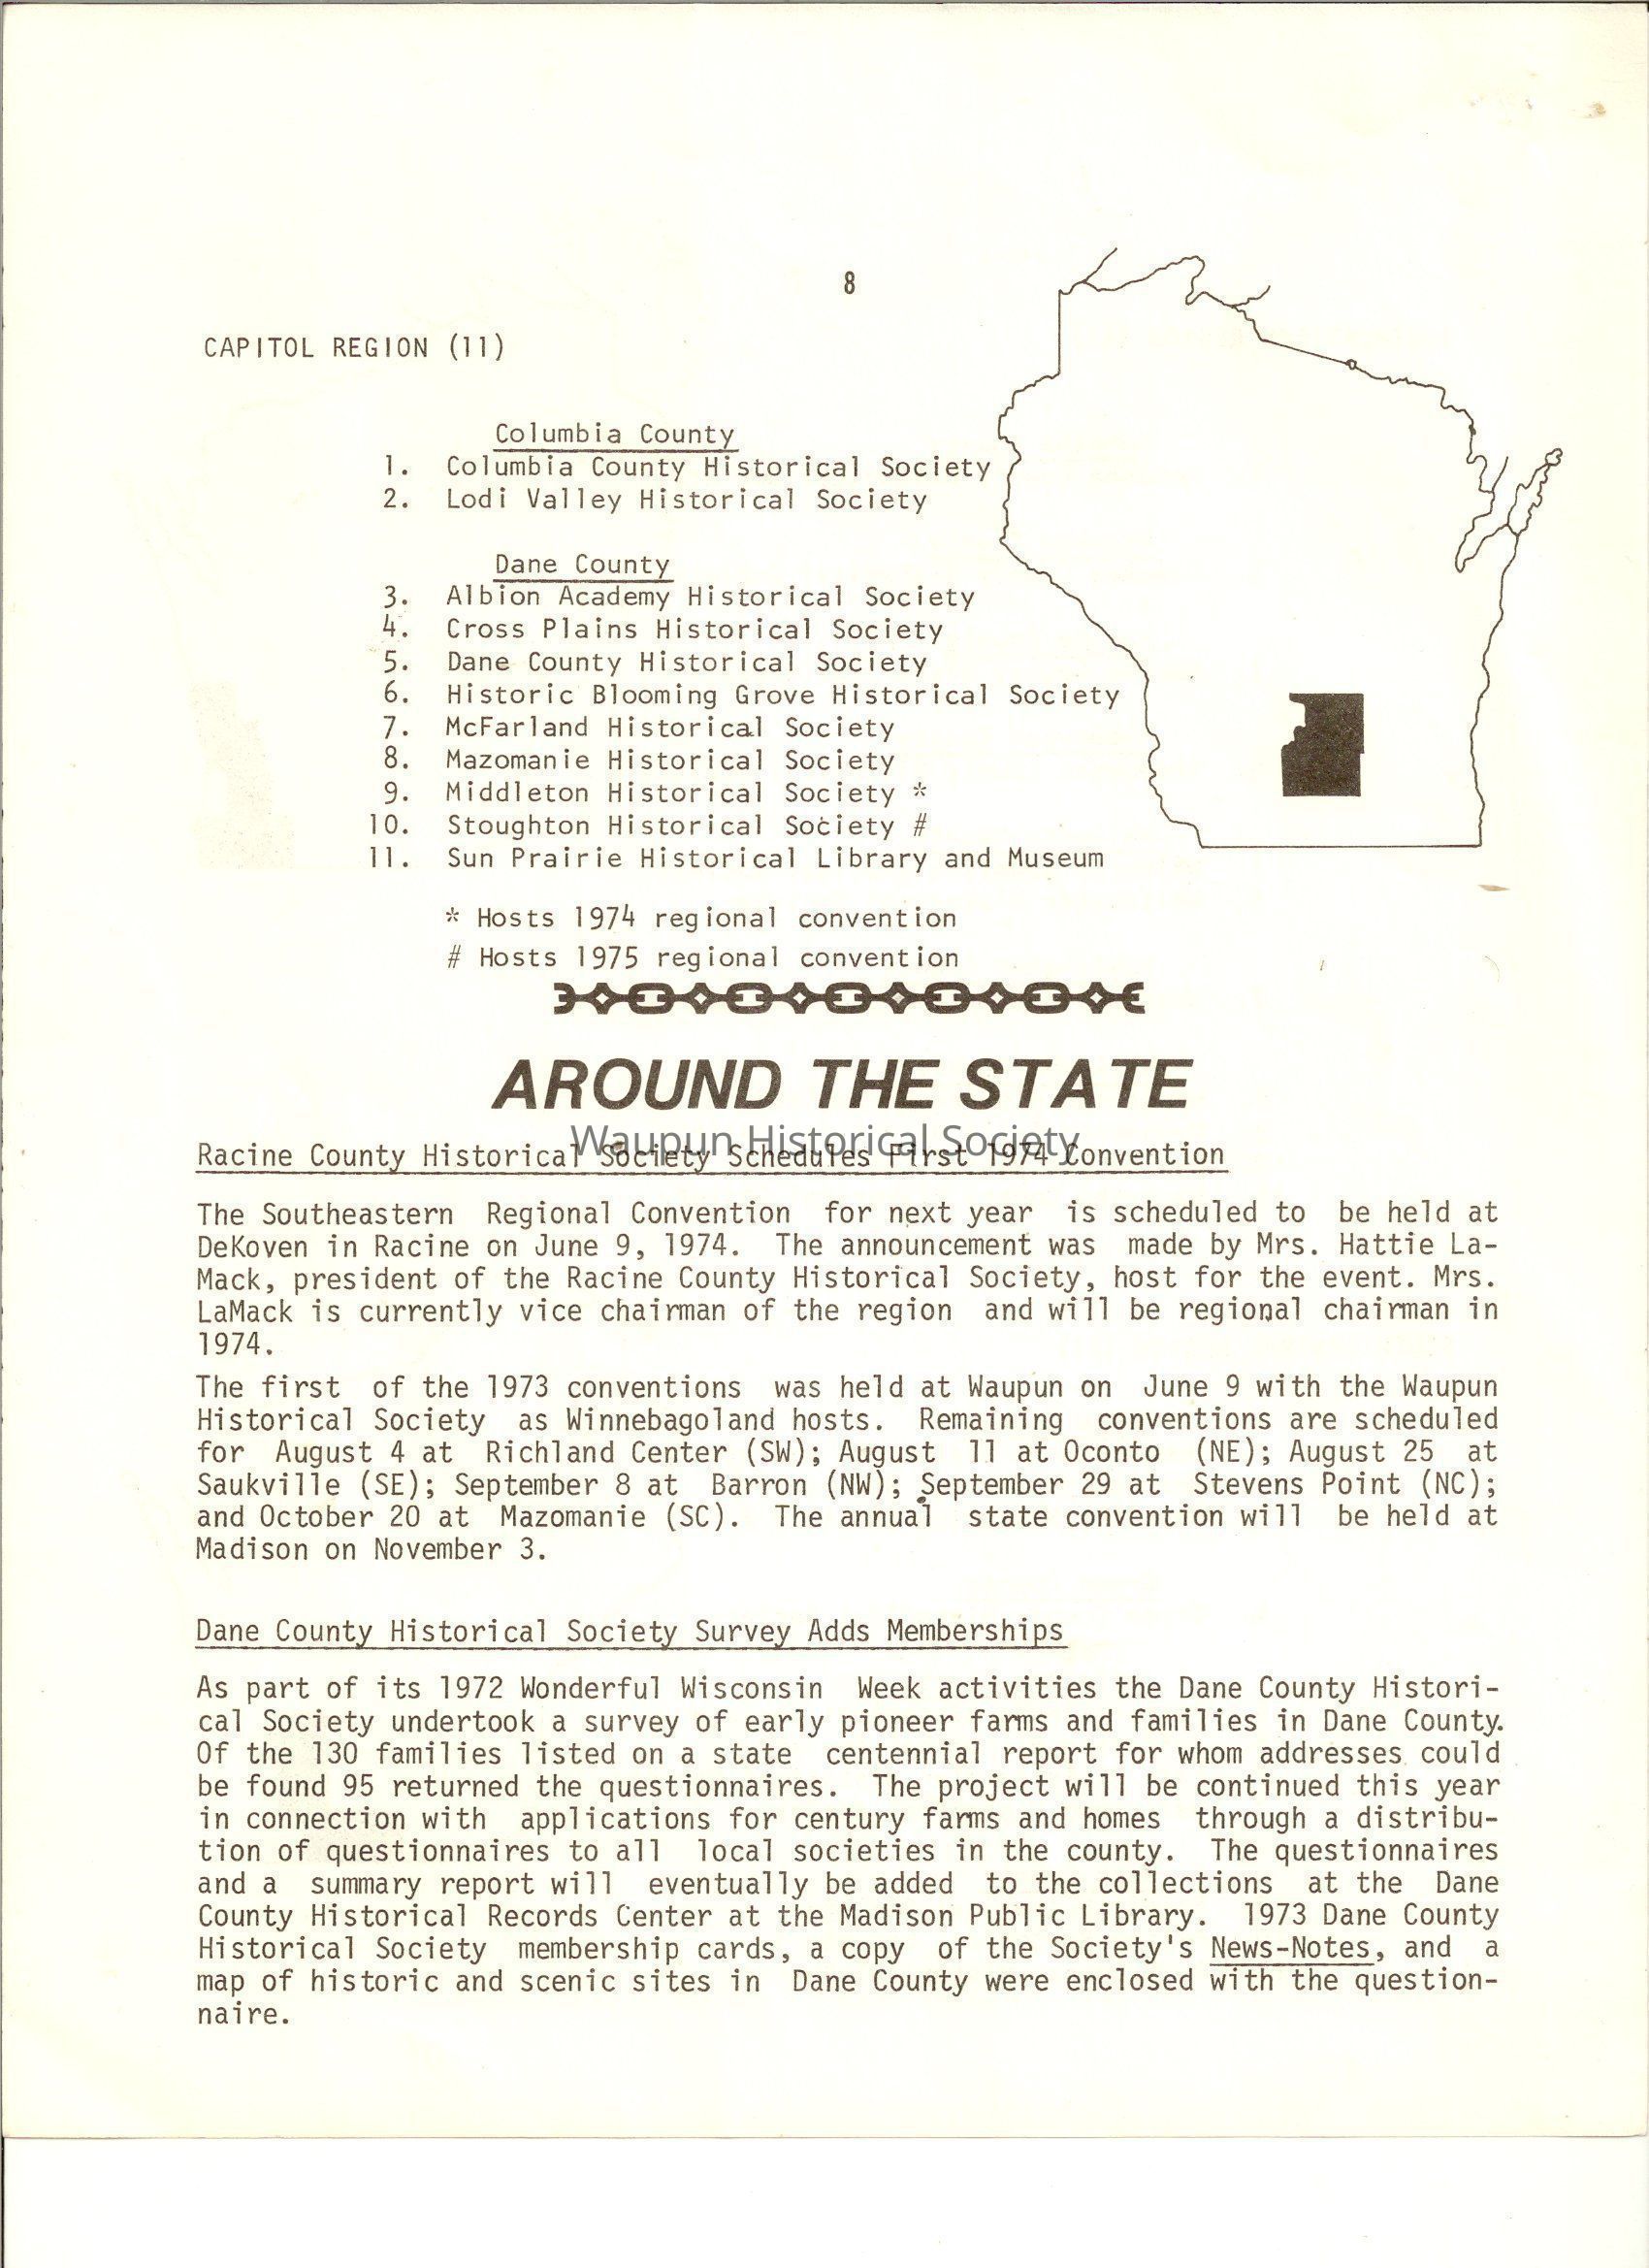 8
CAPITOL REGION (11)
Columbia County
1. Columbia County Historical Society
2. Lodi Valley Historical Society
Dane County
3. Albion Academy Historical Society
4. Cross Plains Historical Society
5. Dane County Historical Society
6. Historic Blooming Grove Historical Society
7. McFarland Historical Society
8. Mazomanie Historical Society
9. Middleton Historical Society *
10. Stoughton Historical Society #
11. Sun Prairie Historical Library and Museum
* Hosts 1974 regional convention
# Hosts 1975 regional convention
AROUND THE STATE
Waupun Historical Society
Racine County Historical Society Schedules First 1974 Convention
The Southeastern Regional Convention for next year is scheduled to be held at
DeKoven in Racine on June 9, 1974. The announcement was made by Mrs. Hattie La-
Mack, president of the Racine County Historical Society, host for the event. Mrs.
LaMack is currently vice chairman of the region and will be regional chairman in
1974.
The first of the 1973 conventions was held at Waupun on June 9 with the Waupun
Historical Society as Winnebagoland hosts. Remaining conventions are scheduled
for August 4 at Richland Center (SW); August 11 at Oconto (NE); August 25 at
Saukville (SE); September 8 at Barron (NW); September 29 at Stevens Point (NC);
and October 20 at Mazomanie (SC). The annual state convention will be held at
Madison on November 3.
Dane County Historical Society Survey Adds Memberships
As part of its 1972 Wonderful Wisconsin Week activities the Dane County Histori-
cal Society undertook a survey of early pioneer farms and families in Dane County.
Of the 130 families listed on a state centennial report for whom addresses could
be found 95 returned the questionnaires. The project will be continued this year
in connection with applications for century farms and homes through a distribu-
tion of questionnaires to all local societies in the county. The questionnaires
and a summary report will eventually be added to the collections at the Dane
County Historical Records Center at the Madison Public Library. 1973 Dane County
Historical Society membership cards, a copy of the Society's News-Notes, and a
map of historic and scenic sites in Dane County were enclosed with the question-
naire.